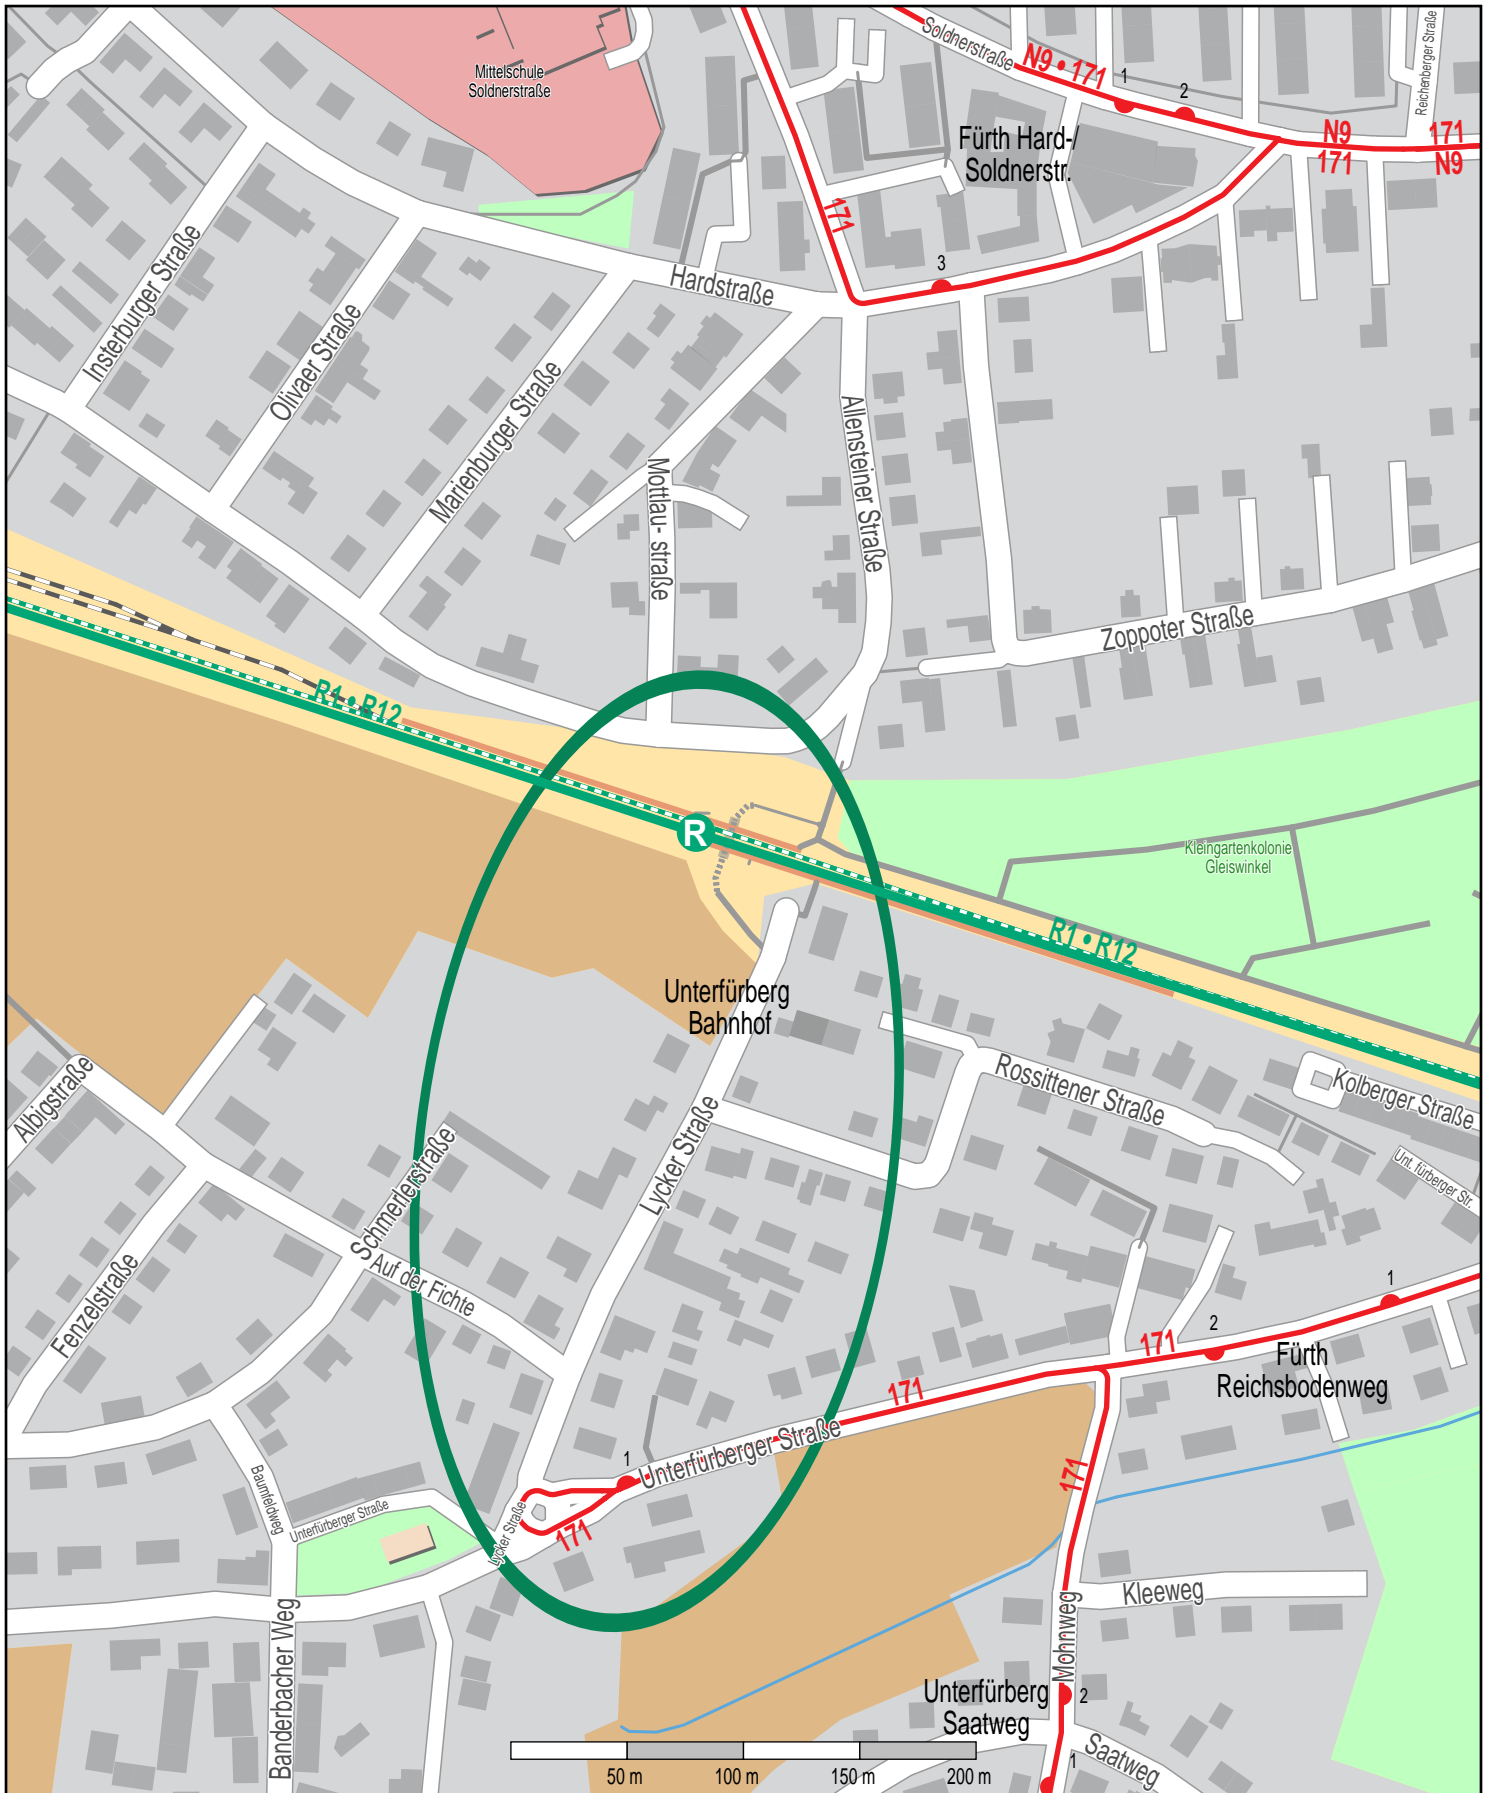 Mittelschule
Soldnerstraße
Soldnerstraße
N9 • 171
1
2
Reichenberger Straße
N9
171
171
N9
Fürth Hard-/
Soldnerstr.
171
3
Hardstraße
Insterburger Straße
Olivaer Straße
Marienburger Straße
Mottlau- straße
Allensteiner Straße
Zoppoter Straße
R1 • R12
R
Kleingartenkolonie
Gleiswinkel
R1 • R12
Unterfürberg
Bahnhof
Rossittener Straße
Kolberger Straße
Unt. fürberger Str.
Albigstraße
Lycker Straße
Schmerlerstraße
Auf der Fichte
Fenzelstraße
1
2
171
Fürth
Reichsbodenweg
171
1
Unterfürberger Straße
171
Baumfeldweg
Unterfürberger Straße
Lycker Straße
171
Kleeweg
Mohnweg
Banderbacher Weg
Unterfürberg
Saatweg
2
1
Saatweg
50 m
100 m
150 m
200 m